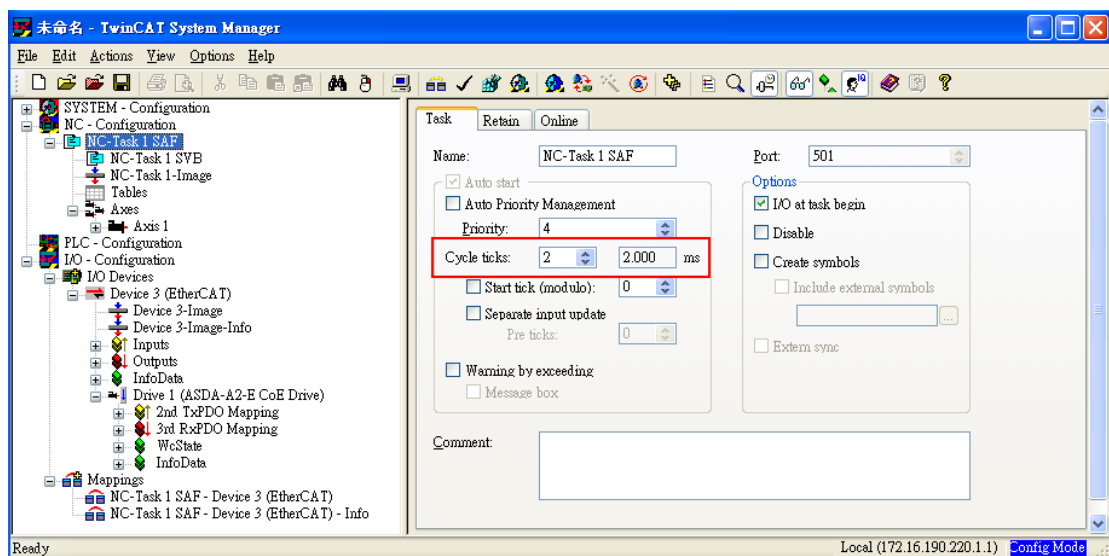 未命名 - TwinCAT System Manager
File Edit Actions View Options Help
SYSTEM - Configuration
NC - Configuration
NC-Task 1 SAF
NC-Task 1 SVB
NC-Task 1-Image
Tables
Axes
Axis 1
PLC - Configuration
I/O - Configuration
I/O Devices
Device 3 (EtherCAT)
Device 3-Image
Device 3-Image-Info
Inputs
Outputs
InfoData
Drive 1 (ASDA-A2-E CoE Drive)
2nd TxPDO Mapping
3rd RxPDO Mapping
WcState
InfoData
Mappings
NC-Task 1 SAF - Device 3 (EtherCAT)
NC-Task 1 SAF - Device 3 (EtherCAT) - Info
Task Retain Online
Name: NC-Task 1 SAF
Auto start
Auto Priority Management
Priority: 4
Cycle ticks: 2 2.000 ms
Start tick (modulo): 0
Separate input update
Pre ticks: 0
Warning by exceeding
Message box
Port: 501
Options
I/O at task begin
Disable
Create symbols
Include external symbols
...
Extern sync
Comment:
Ready Local (172.16.190.220.1.1) Config Mode